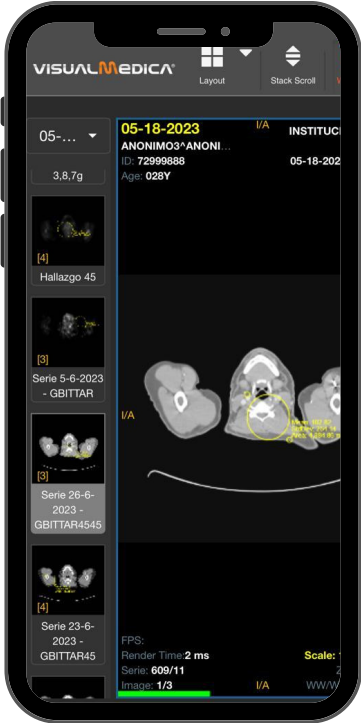 VISUALMEDICA
Layout
Stack Scroll
05-...
3,8,7g
[4]
Hallazgo 45
[3]
Serie 5-6-2023
- GBITTAR
[3]
Serie 26-6-
2023 -
GBITTAR4545
[4]
Serie 23-6-
2023 -
GBITTAR45
05-18-2023
I/A
INSTITUCI
ANONIMO3^ANONI...
ID: 72999888
05-18-202
Age: 028Y
I/A
FPS:
Render Time:2 ms
Scale:
Serie: 609/11
Image: 1/3
I/A
WW/W